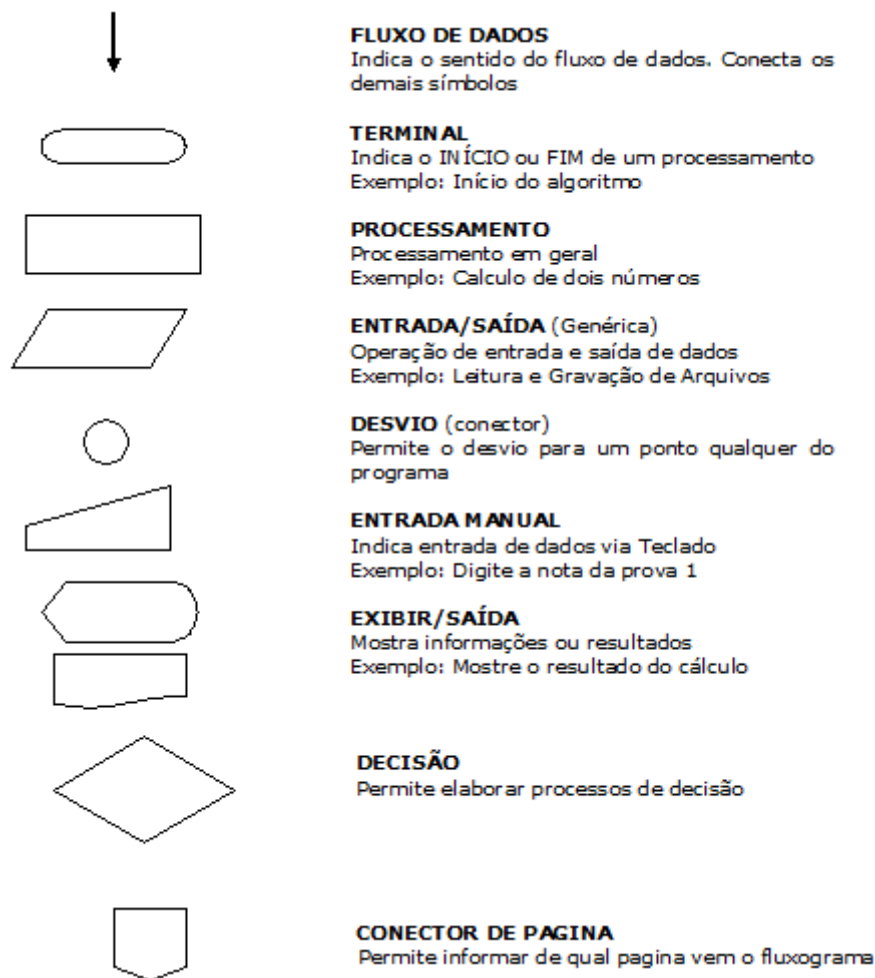 FLUXO DE DADOS
Indica o sentido do fluxo de dados. Conecta os
demais símbolos
TERMINAL
Indica o INÍCIO ou FIM de um processamento
Exemplo: Início do algoritmo
PROCESSAMENTO
Processamento em geral
Exemplo: Calculo de dois números
ENTRADA/SAÍDA (Genérica)
Operação de entrada e saída de dados
Exemplo: Leitura e Gravação de Arquivos
DESVIO (conector)
Permite o desvio para um ponto qualquer do
programa
ENTRADA MANUAL
Indica entrada de dados via Teclado
Exemplo: Digite a nota da prova 1
EXIBIR/SAÍDA
Mostra informações ou resultados
Exemplo: Mostre o resultado do cálculo
DECISÃO
Permite elaborar processos de decisão
CONECTOR DE PAGINA
Permite informar de qual pagina vem o fluxograma